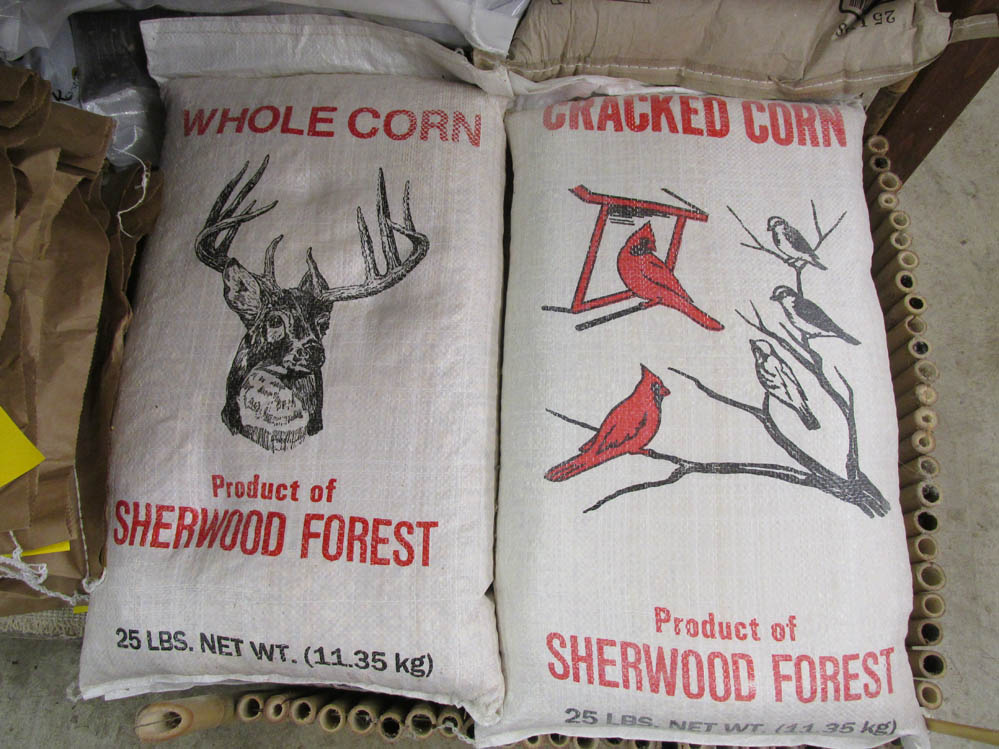 WHOLE CORN
Product of
SHERWOOD FOREST
25 LBS. NET WT. (11.35 kg)
CRACKED CORN
Product of
SHERWOOD FOREST
25 LBS. NET WT. (11.35 kg)
25